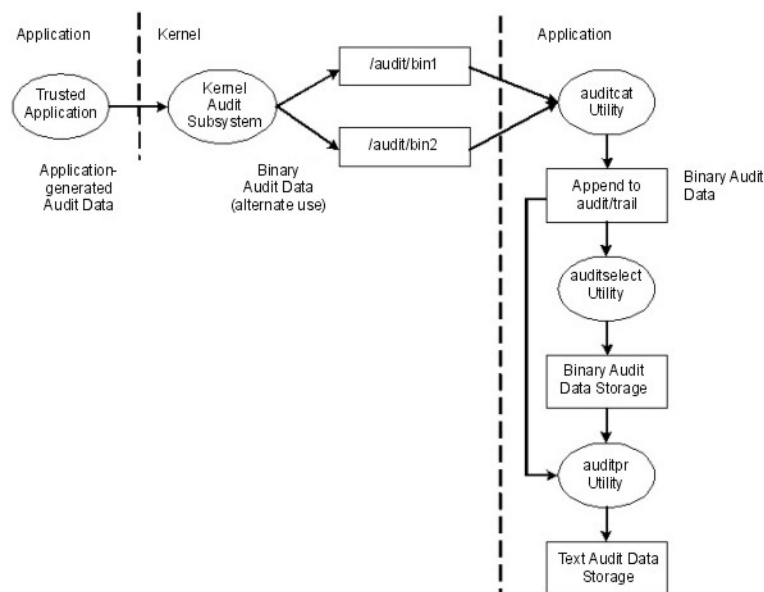 Application
Kernel
Application
Trusted
Application
Kernel
Audit
Subsystem
/audit/bin1
/audit/bin2
auditcat
Utility
Application-
generated
Audit Data
Binary
Audit Data
(alternate use)
Append to
audit/trail
Binary Audit
Data
auditselect
Utility
Binary Audit
Data Storage
auditpr
Utility
Text Audit Data
Storage